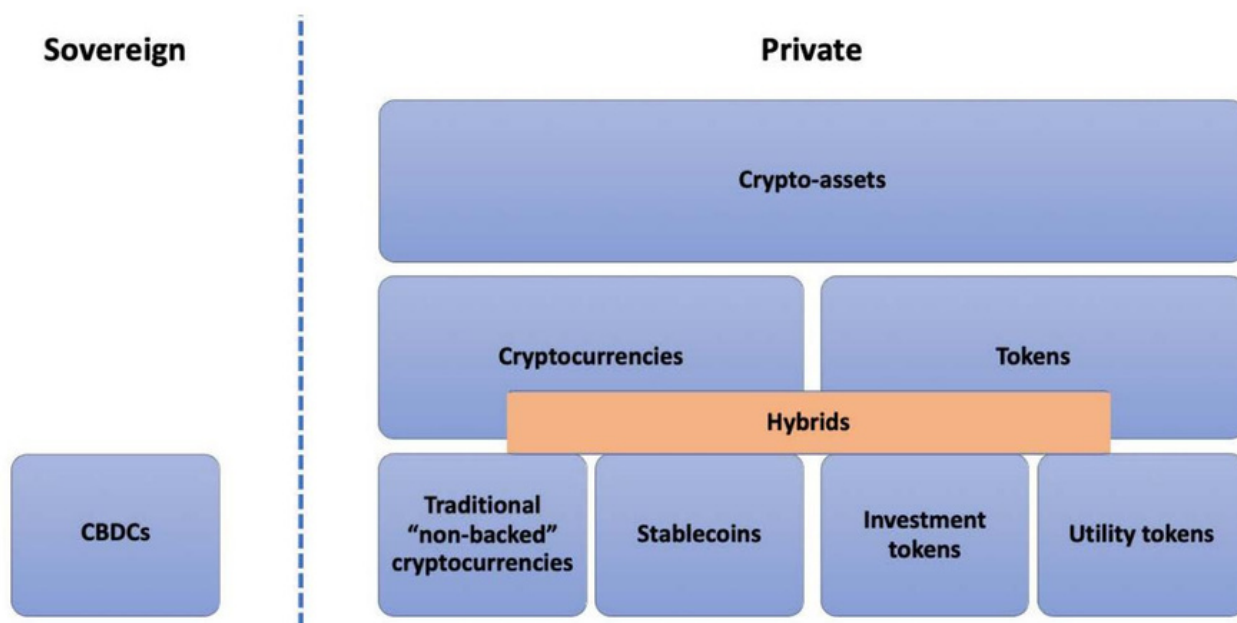 Sovereign
Private
Crypto-assets
Cryptocurrencies
Tokens
Hybrids
CBDCs
Traditional
“non-backed”
cryptocurrencies
Stablecoins
Investment
tokens
Utility tokens